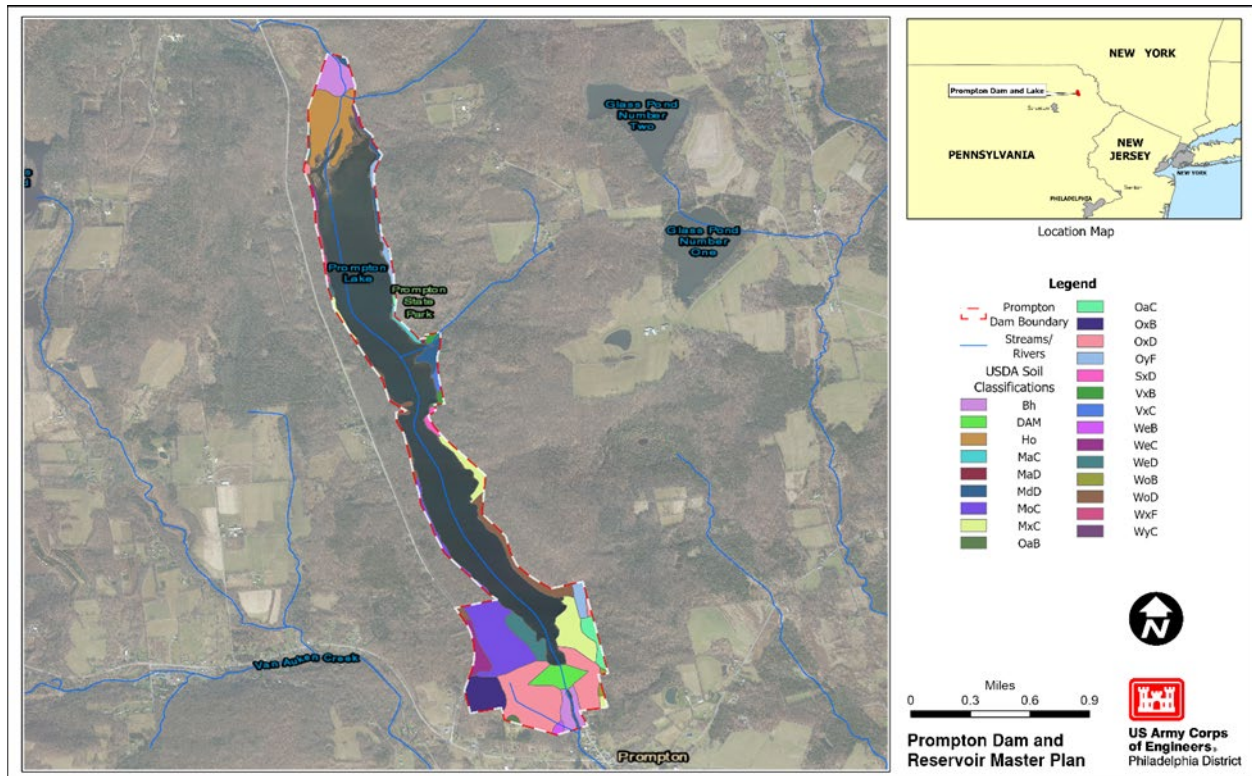 Glass Pond
Number
Two
Glass Pond
Number
One
Prompton
Lake
Prompton
State
Park
Van Auken Creek
Prompton
NEW YORK
Prompton Dam and Lake
PENNSYLVANIA
NEW
JERSEY
NEW YORK
Trenton
PHILADELPHIA
Location Map
Legend
Prompton
Dam Boundary
Streams/
Rivers
USDA Soil
Classifications
Bh
DAM
Ho
MaC
MaD
MdD
MoC
MxC
OaB
OaC
OxB
OxD
OyF
SxD
VxB
VxC
WeB
WeC
WeD
WoB
WoD
WxF
WyC
N
Miles
0 0.3 0.6 0.9
Prompton Dam and
Reservoir Master Plan
US Army Corps
of Engineers®
Philadelphia District